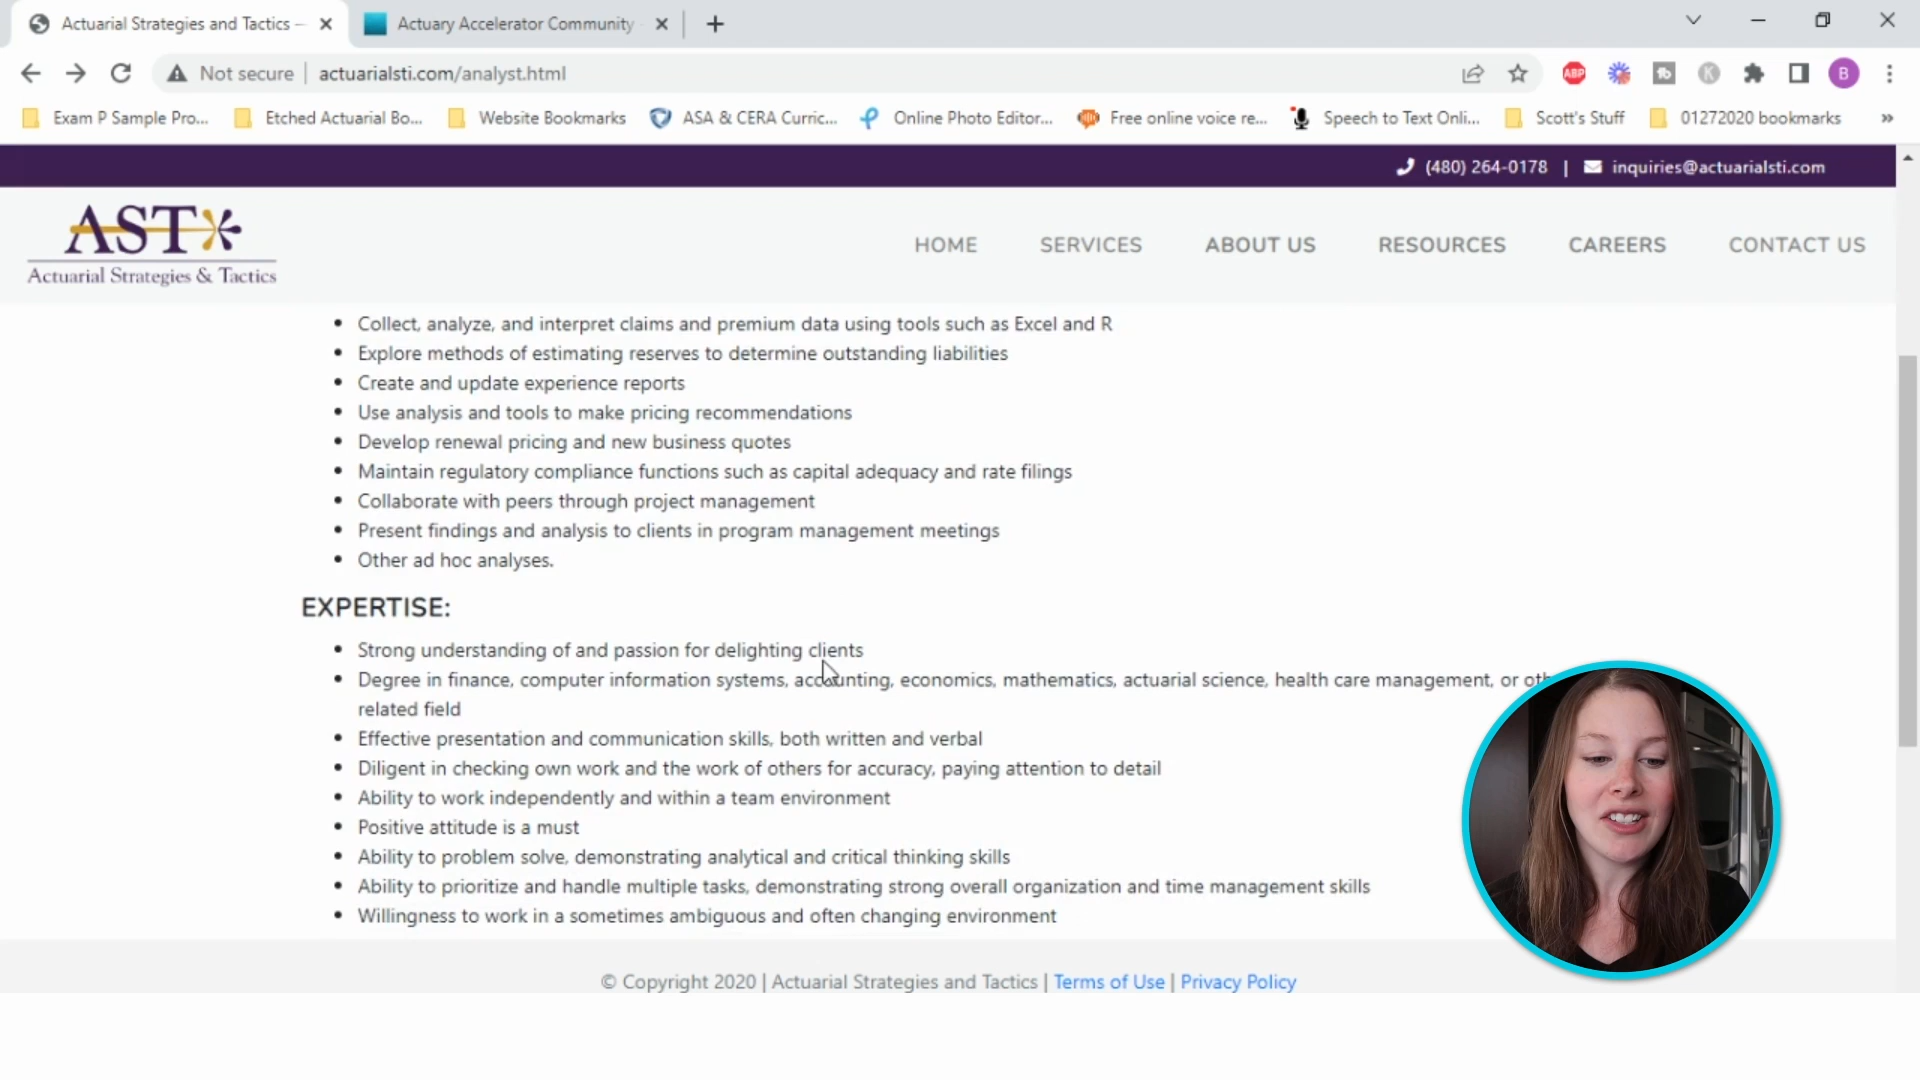 Actuarial Strategies and Tactics –
Actuary Accelerator Community
Not secure
actuarialsti.com/analyst.html
ABP
K
B
Exam P Sample Pro...
Etched Actuarial Bo...
Website Bookmarks
ASA & CERA Curric...
Online Photo Editor...
Free online voice re...
Speech to Text Onli...
Scott's Stuff
01272020 bookmarks
»
(480) 264-0178 | inquiries@actuarialsti.com
AST
Actuarial Strategies & Tactics
HOME
SERVICES
ABOUT US
RESOURCES
CAREERS
CONTACT US
• Collect, analyze, and interpret claims and premium data using tools such as Excel and R
• Explore methods of estimating reserves to determine outstanding liabilities
• Create and update experience reports
• Use analysis and tools to make pricing recommendations
• Develop renewal pricing and new business quotes
• Maintain regulatory compliance functions such as capital adequacy and rate filings
• Collaborate with peers through project management
• Present findings and analysis to clients in program management meetings
• Other ad hoc analyses.
EXPERTISE:
• Strong understanding of and passion for delighting clients
• Degree in finance, computer information systems, accounting, economics, mathematics, actuarial science, health care management, or
related field
• Effective presentation and communication skills, both written and verbal
• Diligent in checking own work and the work of others for accuracy, paying attention to detail
• Ability to work independently and within a team environment
• Positive attitude is a must
• Ability to problem solve, demonstrating analytical and critical thinking skills
• Ability to prioritize and handle multiple tasks, demonstrating strong overall organization and time management skills
• Willingness to work in a sometimes ambiguous and often changing environment
© Copyright 2020 | Actuarial Strategies and Tactics | Terms of Use | Privacy Policy